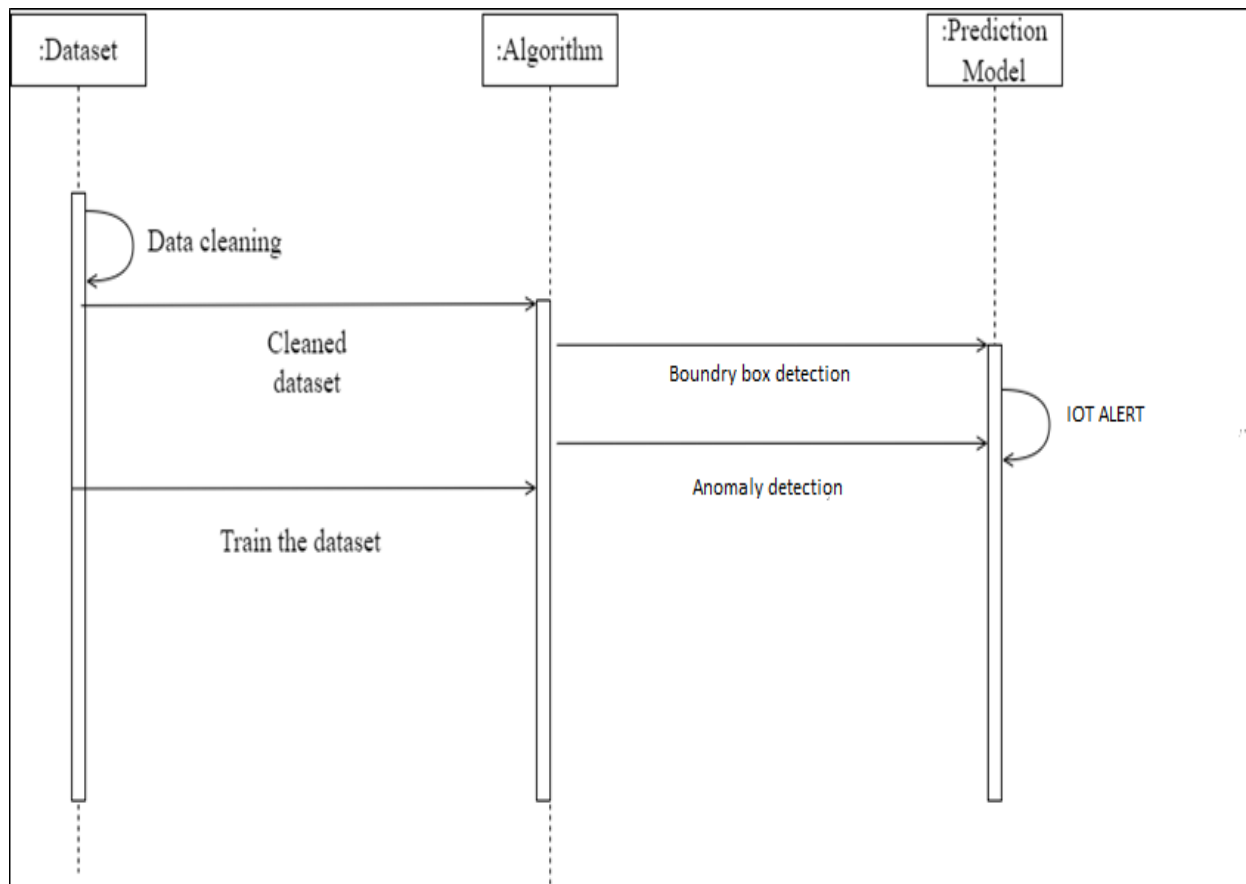 :Dataset
:Algorithm
:Prediction
Model
Data cleaning
Cleaned
dataset
Boundry box detection
IOT ALERT
Anomaly detection
Train the dataset